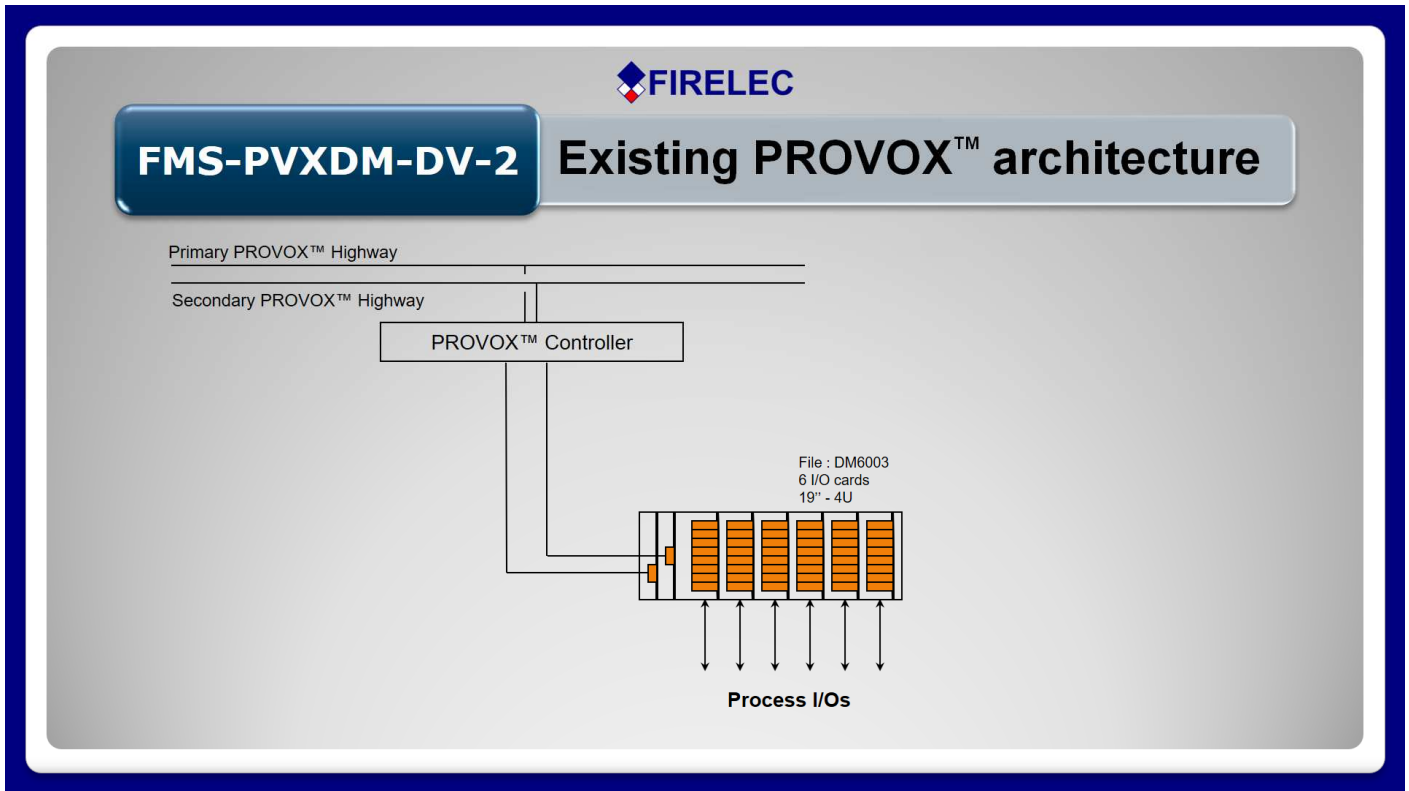 FIRELEC
FMS-PVXDM-DV-2
Existing PROVOX™ architecture
Primary PROVOX™ Highway
Secondary PROVOX™ Highway
PROVOX™ Controller
File : DM6003
6 I/O cards
19’’ - 4U
Process I/Os